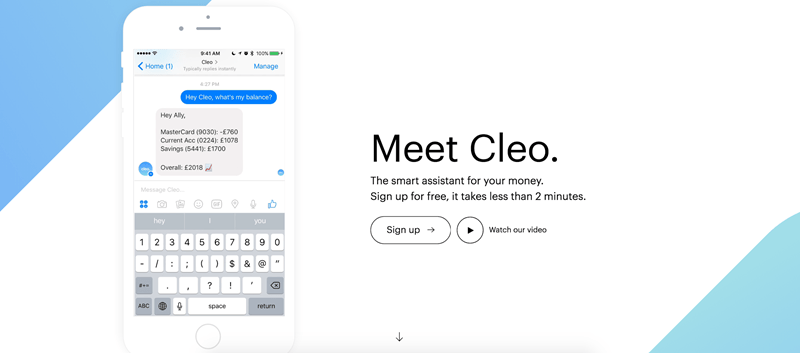 9:41 AM
100%
Home (1)
Cleo >
Typically replies instantly
Manage
4:27 PM
Hey Cleo, what's my balance?
Hey Ally,
MasterCard (9030): -£760
Current Acc (0224): £1078
Savings (5441): £1700
Overall: £2018
Message Cleo...
GIF
hey I you
1 2 3 4 5 6 7 8 9 0
- / : ; ( ) $ & @ "
#+= . , ? ! '
ABC space return
Meet Cleo.
The smart assistant for your money.
Sign up for free, it takes less than 2 minutes.
Sign up →
Watch our video